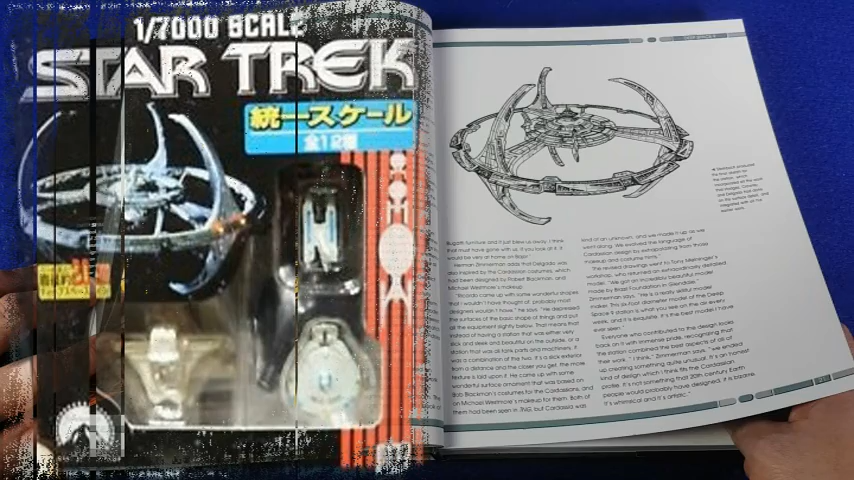 1/7000 SCALE
STAR TREK
統一スケール
全12種
DEEP SPACE 9
Bugatti furniture and it just blew us away. I think
that must have gone with us. If you look at it, it
would be very at home on Bajor."
Herman Zimmerman adds that Delgado was
also inspired by the Cardassian costumes, which
had been designed by Robert Blackman, and
Michael Westmore's makeup.
"Ricardo came up with some wonderful shapes
that I wouldn't have thought of, probably most
designers wouldn't have," he says. "He depressed
the surfaces of the basic shape of things and put
all the equipment slightly below. That means that
instead of having a station that was either very
slick and sleek and beautiful on the outside, or a
station that was all tank parts and machinery, it
was a combination of the two. It's a slick exterior
from a distance and the closer you get, the more
texture is laid upon it. He came up with some
wonderful surface ornament that was based on
Bob Blackman's costumes for the Cardassians, and
on Michael Westmore's makeup for them. Both of
them had been seen in TNG, but Cardassia was
kind of an unknown, and we made it up as we
went along. We evolved the language of
Cardassian design by extrapolating from those
makeup and costume hints."
The revised drawings went to Tony Meininger's
workshop, who returned an extraordinarily detailed
model. "We got an incredibly beautiful model
made by Brazil Foundation in Glendale,"
Zimmerman says. "He's a really skillful model
maker. This six-foot diameter model of the Deep
Space 9 station is what you see on the air every
week, and it is exquisite. It's the best model I have
ever seen."
Everyone who contributed to the design looks
back on it with immense pride, recognizing that
the station combined the best aspects of all of
their work. "I think," Zimmerman says, "we ended
up creating something quite unusual. It's an honest
kind of design which I think fits the Cardassian
profile. It's not something that 20th century Earth
people would probably have designed. It is bizarre.
It's whimsical and it's artistic."